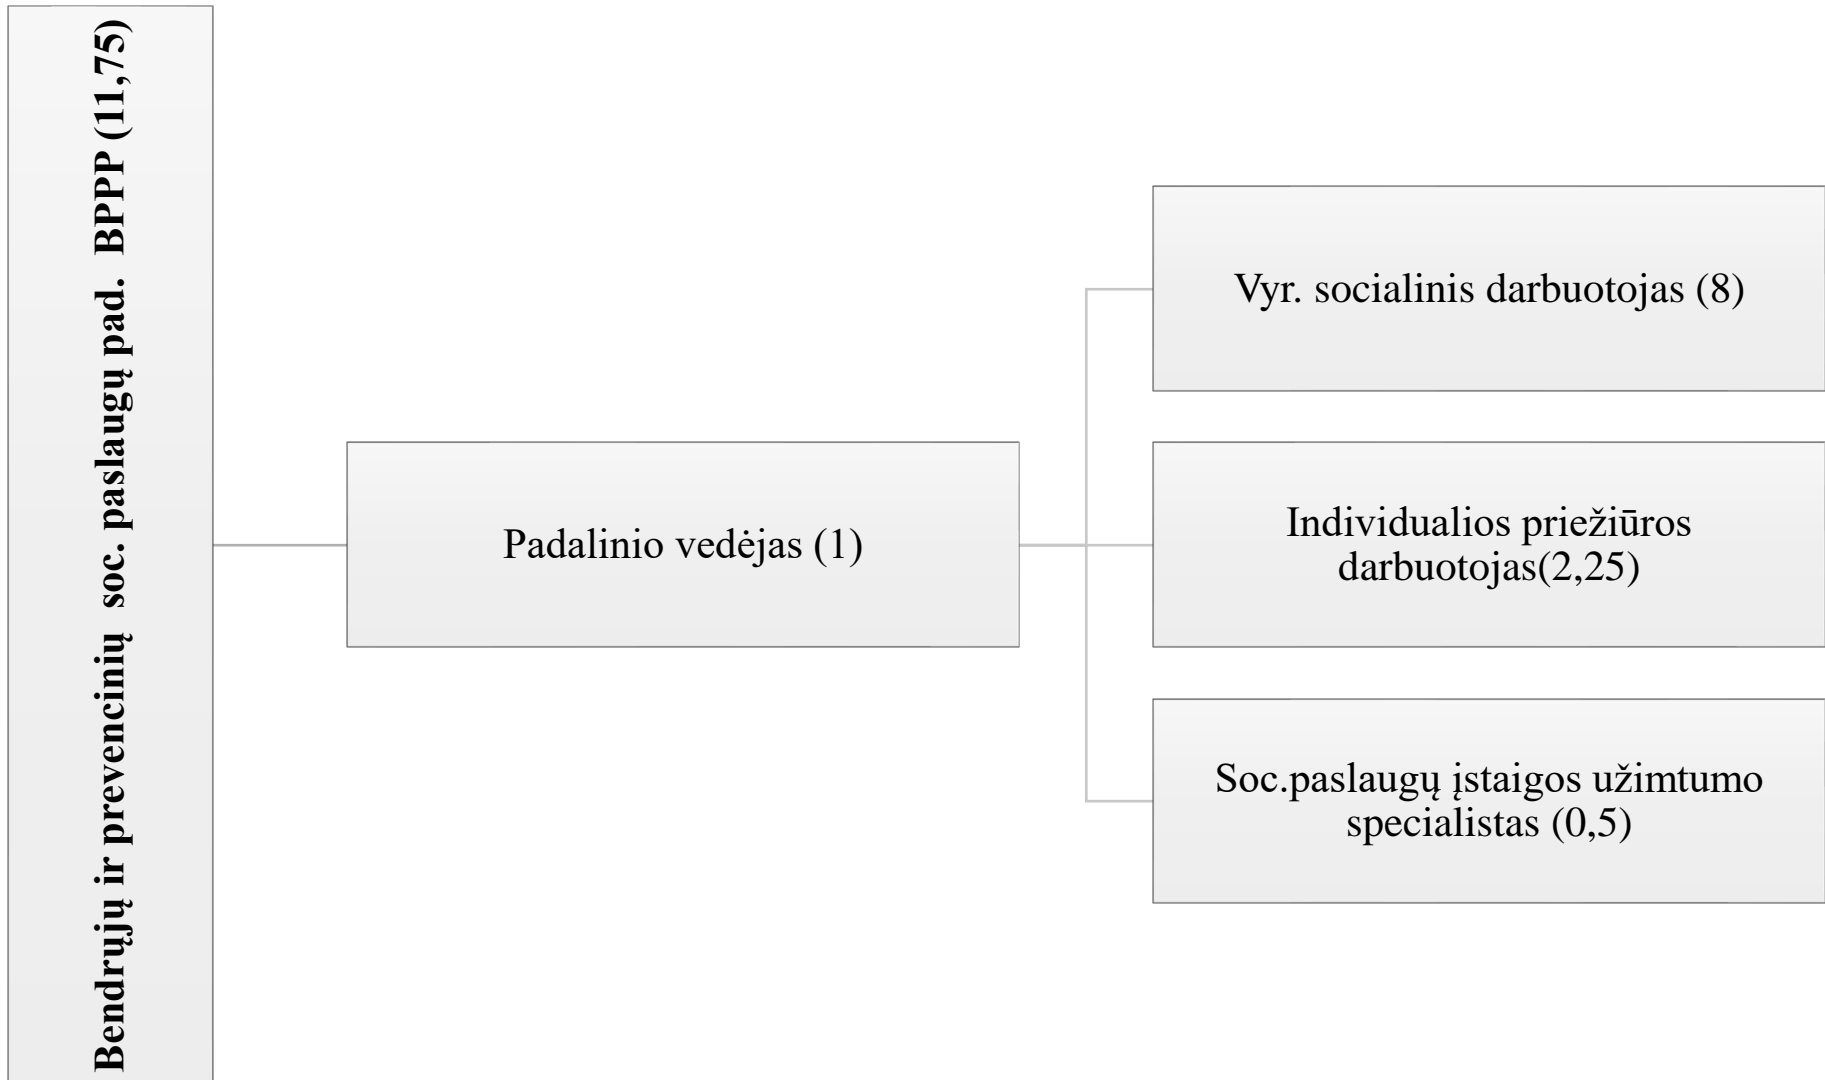 Bendrųjų ir prevencinių soc. paslaugų pad. BPPP (11,75)
Padalinio vedėjas (1)
Vyr. socialinis darbuotojas (8)
Individualios priežiūros
darbuotojas(2,25)
Soc.paslaugų įstaigos užimtumo
specialistas (0,5)